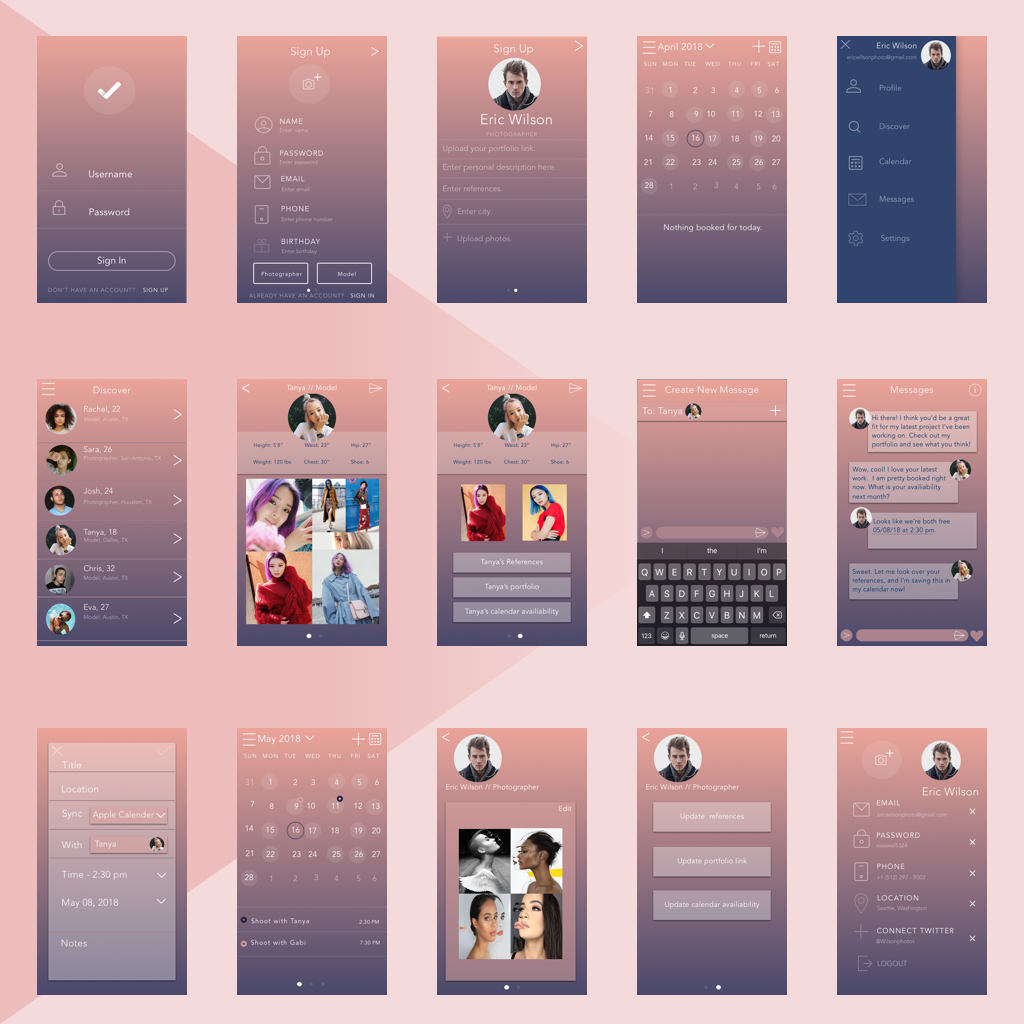 Username
Password
Sign In
DON'T HAVE AN ACCOUNTT SIGN UP
Sign Up >
NAME
Enter name
PASSWORD
Enter password
EMAIL
Enter email
PHONE
Enter phone number
BIRTHDAY
Enter birthday
Photographer Model
ALREADY HAVE AN ACCOUNT? SIGN IN
Sign Up >
Eric Wilson
PHOTOGRAPHER
Upload your portfolio link.
Enter personal description here.
Enter references.
Enter city.
Upload photos.
April 2018
SUN MON TUE WED THU FRI SAT
31 1 2 3 4 5 6
7 8 9 10 11 12 13
14 15 16 17 18 19 20
21 22 23 24 25 26 27
28 1 2 3 4 5 6
Nothing booked for today.
Eric Wilson
ericwilsonphoto@gmail.com
Profile
Discover
Calendar
Messages
Settings
Discover
Rachel, 22
Model, Austin, TX
Sara, 26
Photographer, San Antonio, TX
Josh, 24
Photographer, Houston, TX
Tanya, 18
Model, Dallas, TX
Chris, 32
Model, Austin, TX
Eva, 27
Model, Austin, TX
Tanya // Model
Height: 5'8" Waist: 23" Hip: 27"
Weight: 120 lbs Chest: 30" Shoe: 6
Tanya // Model
Height: 5'8" Waist: 23" Hip: 27"
Weight: 120 lbs Chest: 30" Shoe: 6
Tanya's References
Tanya's portfolio
Tanya's calendar availiability
Create New Message
To: Tanya
I the I'm
Q W E R T Y U I O P
A S D F G H J K L
Z X C V B N M
123 space return
Messages
Hi there! I think you'd be a great
fit for my latest project I've been
working on. Check out my
portfolio and see what you think!
Wow, cool! I love your latest
work. I am pretty booked right
now. What is your availiability
next month?
Looks like we're both free
05/08/18 at 2:30 pm.
Sweet. Let me look over your
references, and I'm saving this in
my calendar now!
Title
Location
Sync Apple Calender
With Tanya
Time - 2:30 pm
May 08, 2018
Notes
May 2018
SUN MON TUE WED THU FRI SAT
31 1 2 3 4 5 6
7 8 9 10 11 12 13
14 15 16 17 18 19 20
21 22 23 24 25 26 27
28 1 2 3 4 5 6
Shoot with Tanya 2:30 PM
Shoot with Gabi 7:30 PM
Eric Wilson // Photographer
Edit
Eric Wilson // Photographer
Update references
Update portfolio link
Update calendar availiability
Eric Wilson
EMAIL
ericwilsonphoto@gmail.com
PASSWORD
PHONE
+1 (512) 297 - 9002
LOCATION
Seattle, Washington
CONNECT TWITTER
@Wilsonphotos
LOGOUT